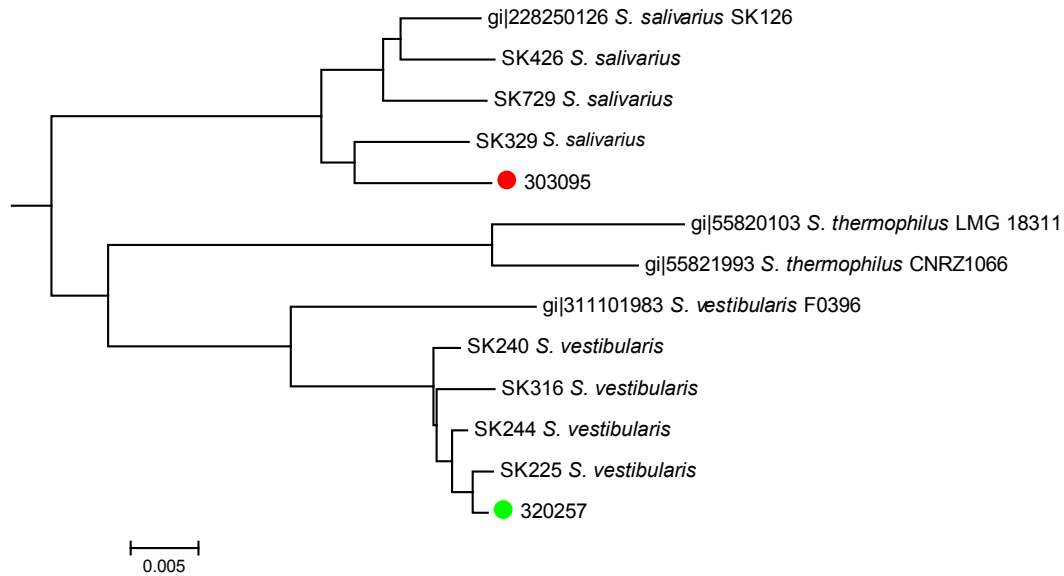 gi|228250126 S. salivarius SK126
SK426 S. salivarius
SK729 S. salivarius
SK329 S. salivarius
303095
gi|55820103 S. thermophilus LMG 18311
gi|55821993 S. thermophilus CNRZ1066
gi|311101983 S. vestibularis F0396
SK240 S. vestibularis
SK316 S. vestibularis
SK244 S. vestibularis
SK225 S. vestibularis
320257
0.005